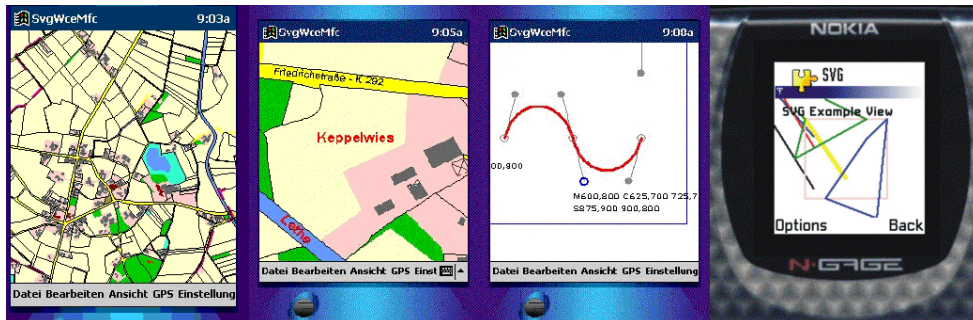 SvgWceMfc 9:03a
Datei Bearbeiten Ansicht GPS Einstellung
SvgWceMfc 9:05a
Friedrichstraße - K 292
Keppelwies
Lethe
Datei Bearbeiten Ansicht GPS Einst
SvgWceMfc 9:08a
00,800
M600,800 C625,700 725,7
S875,900 900,800
Datei Bearbeiten Ansicht GPS Einstellung
NOKIA
SVG
SVG Example View
Options Back
N·GAGE